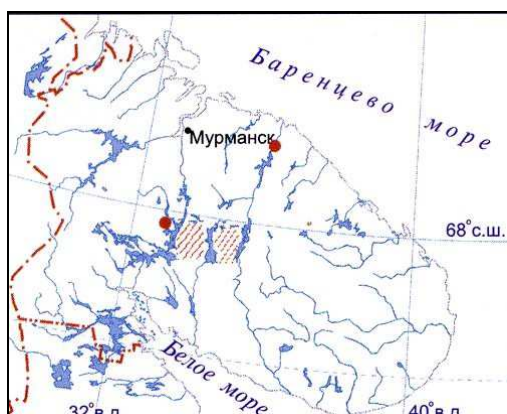 Баренцево море
Мурманск
68°с.ш.
Белое море
32°в.д.
40°в.д.